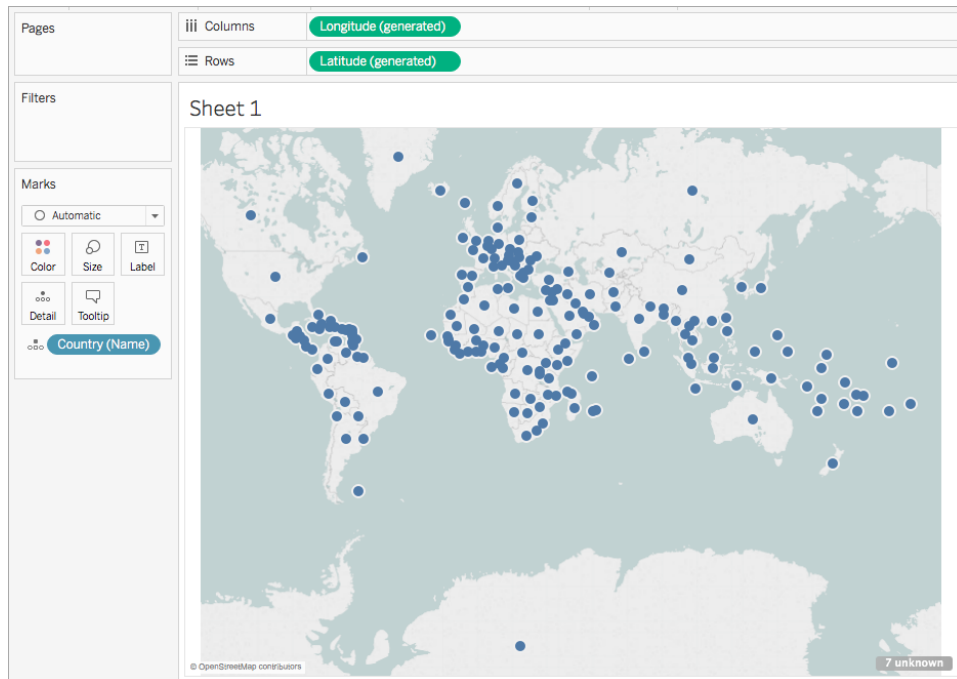 Pages
Columns
Longitude (generated)
Rows
Latitude (generated)
Filters
Sheet 1
Marks
Automatic
Color
Size
Label
Detail
Tooltip
Country (Name)
© OpenStreetMap contributors
7 unknown